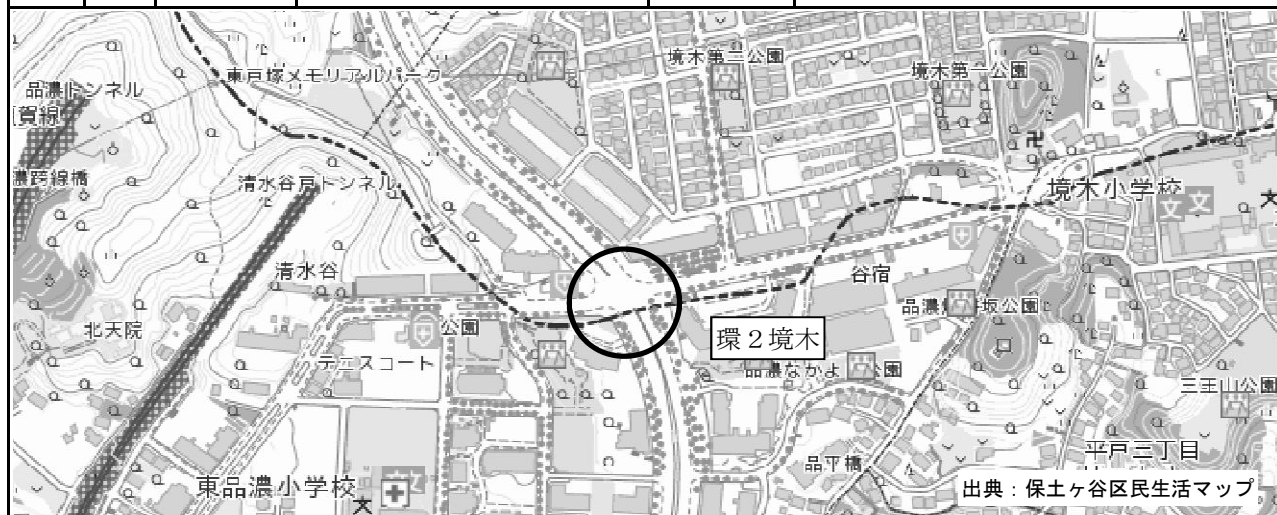 境木第二公園
東戸塚メモリアルパーク
境木第一公園
品濃トンネル
賀線
濃跨線橋
清水谷戸トンネル
境木小学校
文文
清水谷
谷宿
北天院
公園
環２境木
テニスコート
品濃なかよ
公園
坂公園
三王山公園
品平橋
平戸三丁目
東品濃小学校
出典：保土ヶ谷区民生活マップ